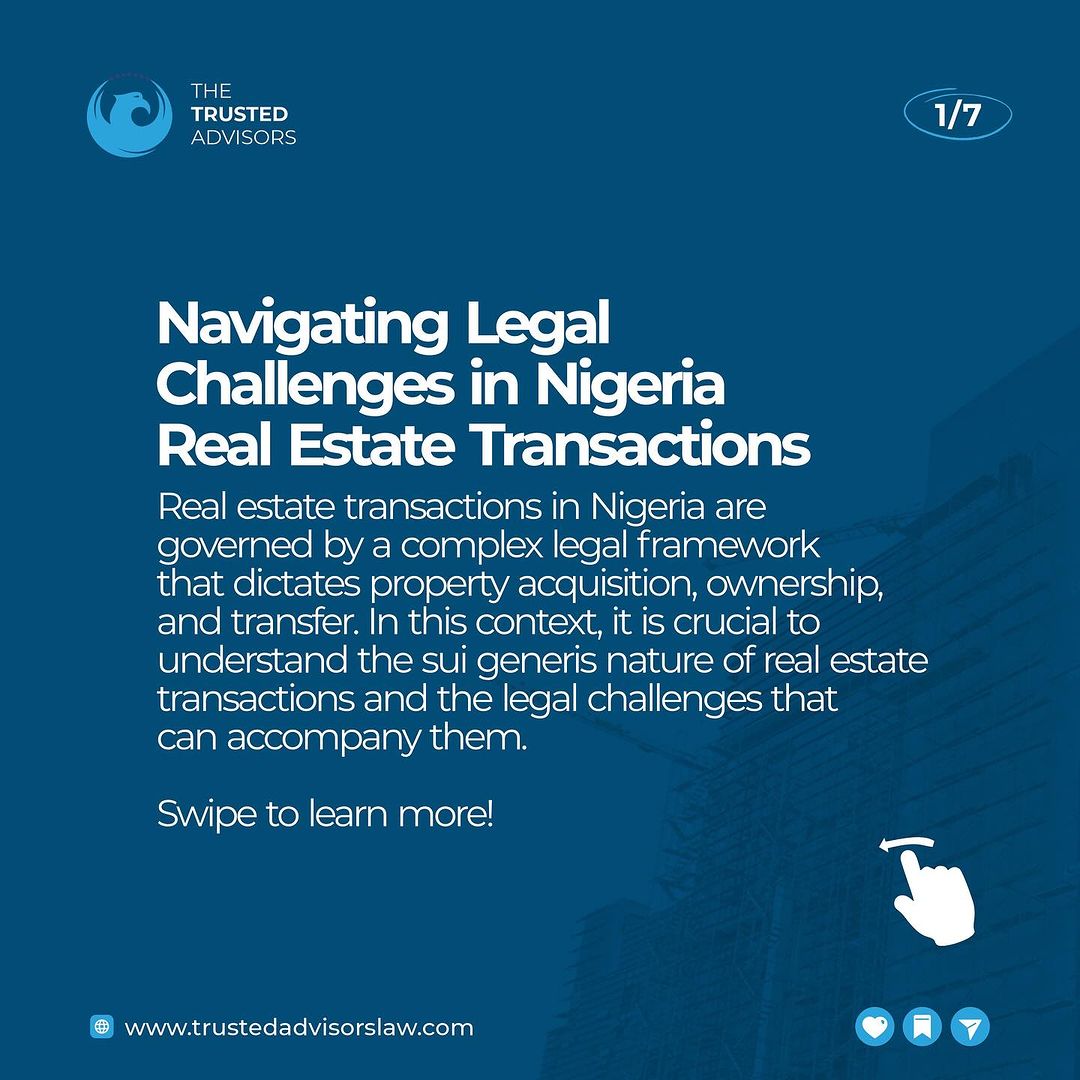 THE
TRUSTED
ADVISORS
1/7
Navigating Legal
Challenges in Nigeria
Real Estate Transactions
Real estate transactions in Nigeria are
governed by a complex legal framework
that dictates property acquisition, ownership,
and transfer. In this context, it is crucial to
understand the sui generis nature of real estate
transactions and the legal challenges that
can accompany them.
Swipe to learn more!
www.trustedadvisorslaw.com